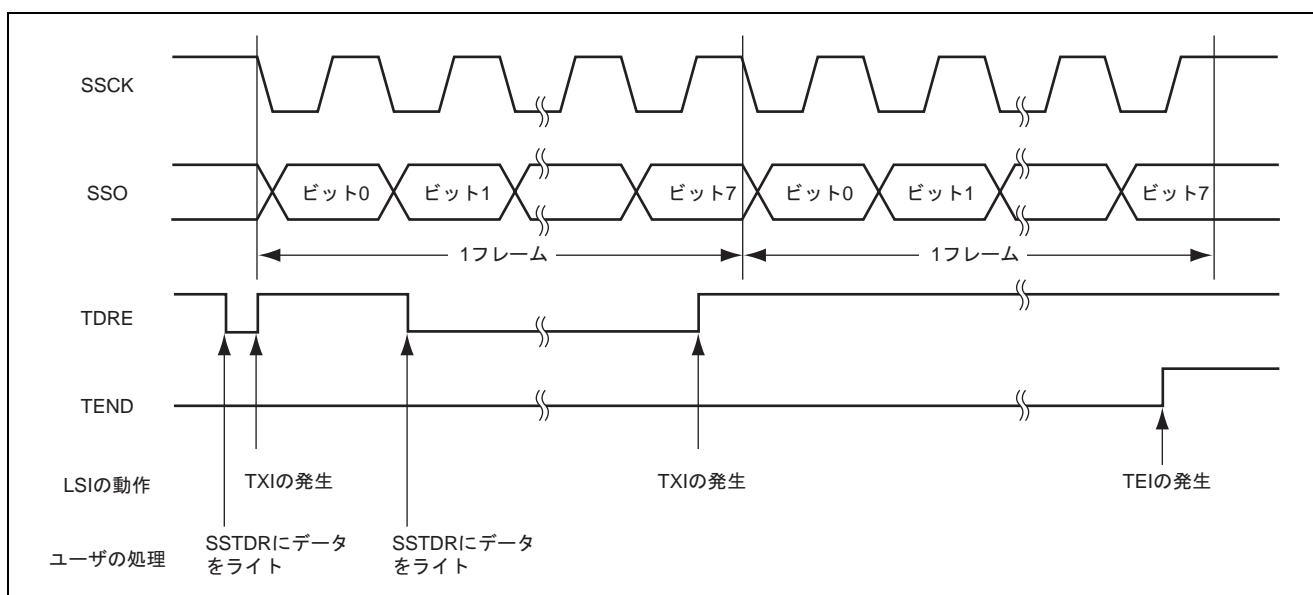 SSCK
SSO
ビット0
ビット1
ビット7
ビット0
ビット1
ビット7
1フレーム
1フレーム
TDRE
TEND
LSIの動作
TXIの発生
TXIの発生
TEIの発生
ユーザの処理
SSTDRにデータ
をライト
SSTDRにデータ
をライト